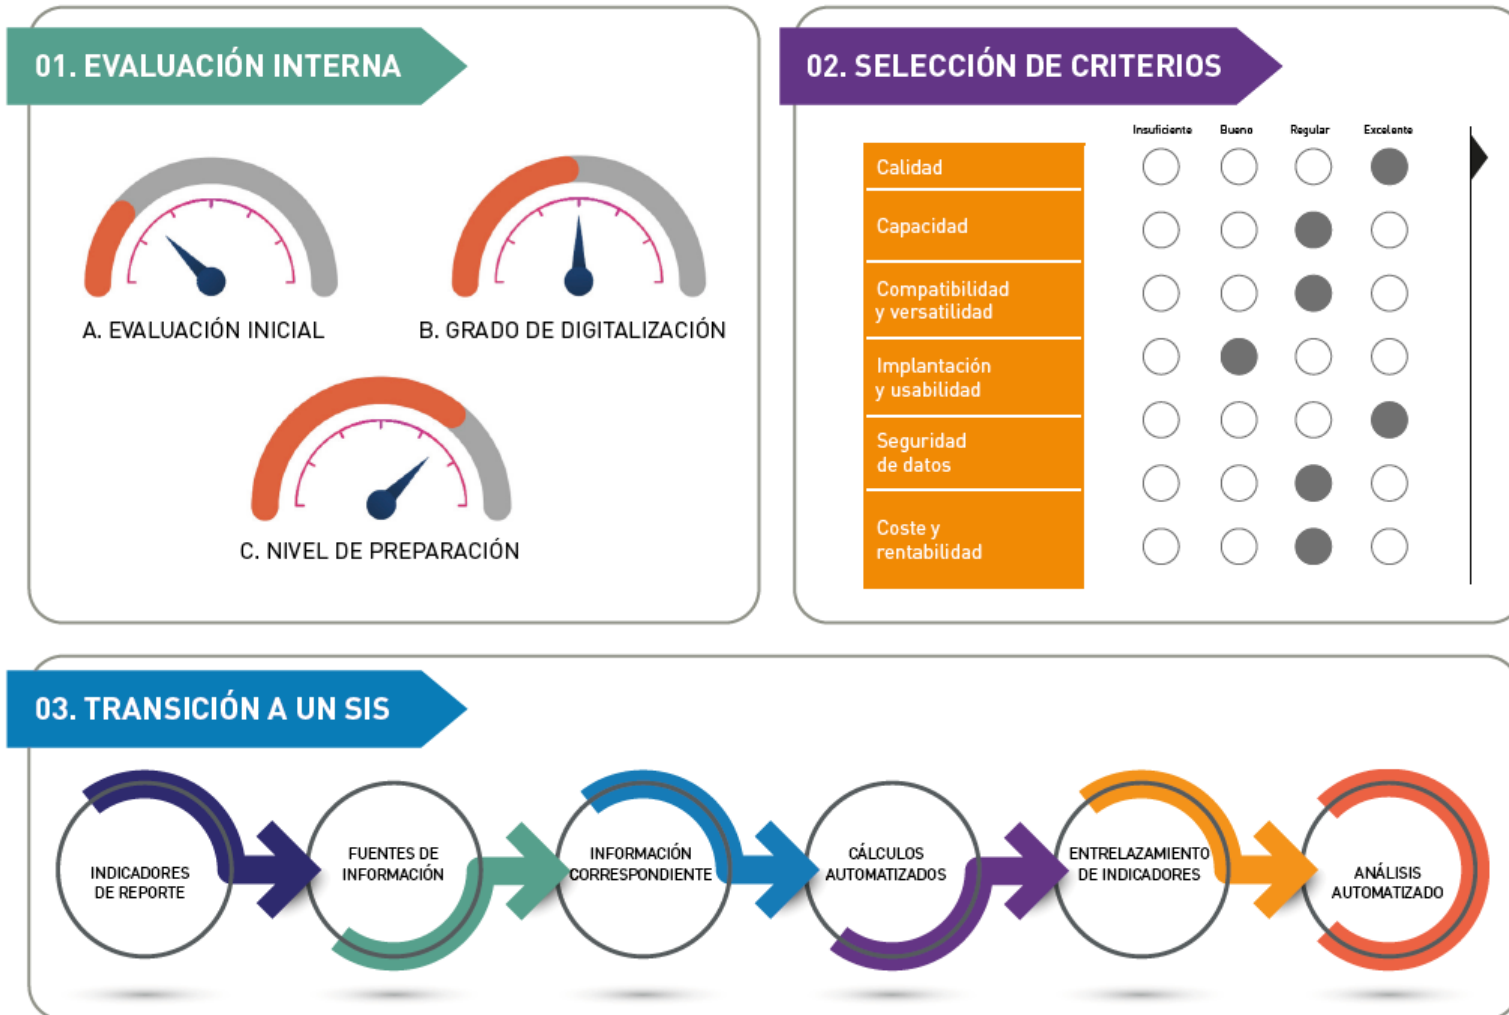 01. EVALUACIÓN INTERNA
A. EVALUACIÓN INICIAL
B. GRADO DE DIGITALIZACIÓN
C. NIVEL DE PREPARACIÓN
02. SELECCIÓN DE CRITERIOS
Insuficiente Bueno Regular Excelente
Calidad
Capacidad
Compatibilidad
y versatilidad
Implantación
y usabilidad
Seguridad
de datos
Coste y
rentabilidad
03. TRANSICIÓN A UN SIS
INDICADORES
DE REPORTE
FUENTES DE
INFORMACIÓN
INFORMACIÓN
CORRESPONDIENTE
CÁLCULOS
AUTOMATIZADOS
ENTRELAZAMIENTO
DE INDICADORES
ANÁLISIS
AUTOMATIZADO